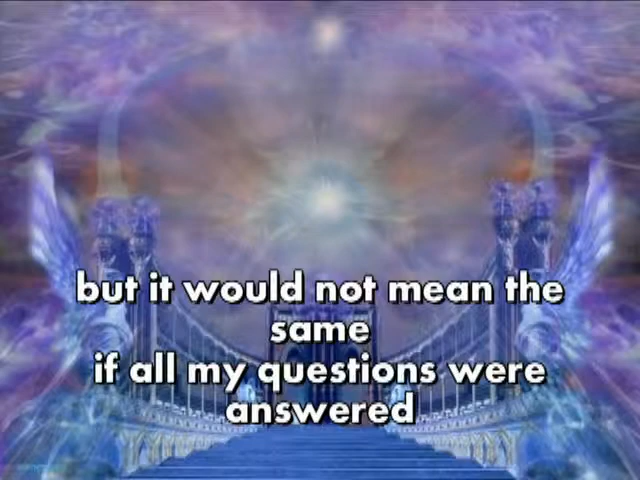 but it would not mean the
same
if all my questions were
answered